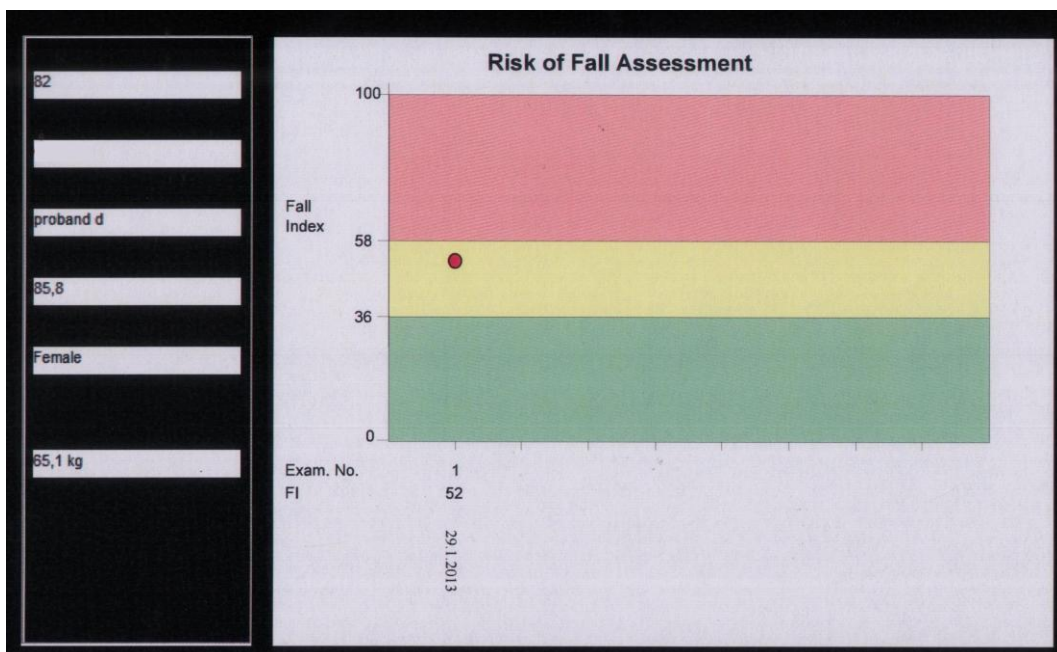 82
proband d
85,8
Female
65,1 kg
Risk of Fall Assessment
100
Fall
Index
58
36
0
Exam. No. 1
FI 52
29.1.2013